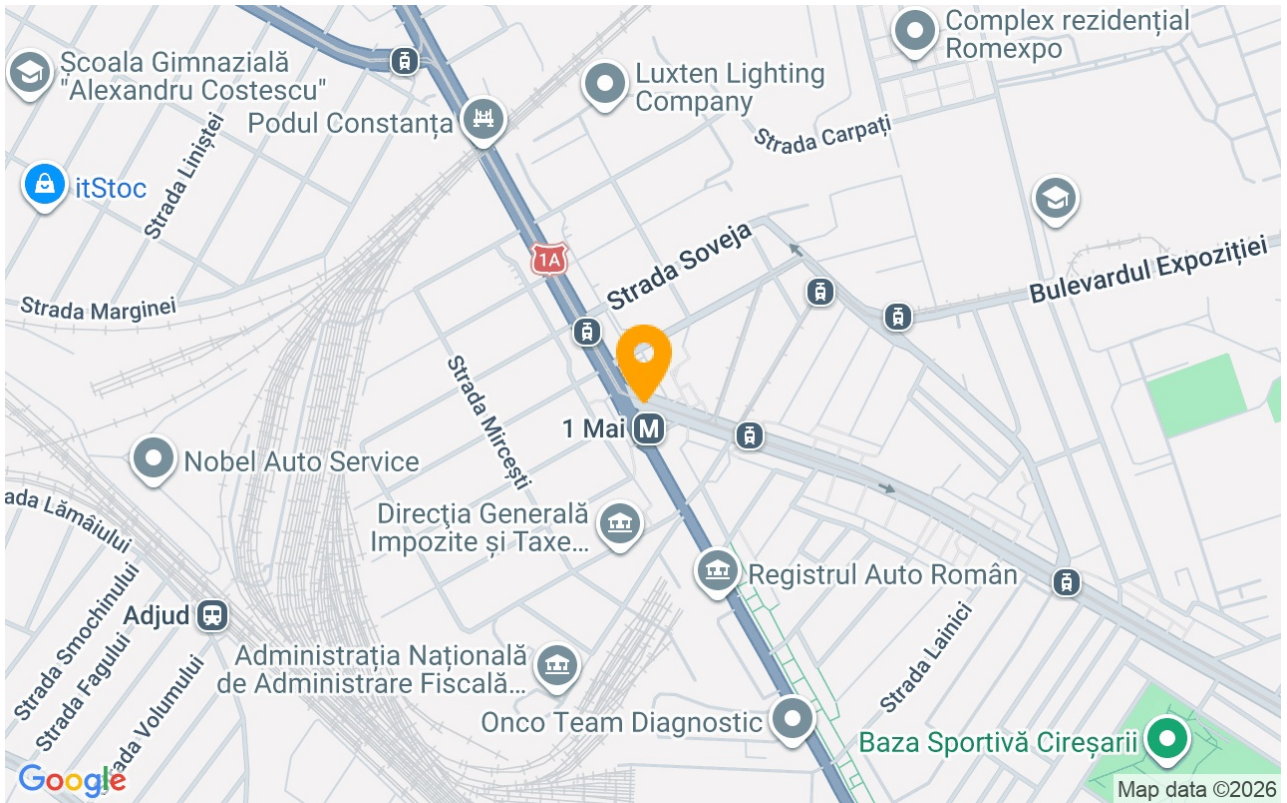 Complex rezidențial
Romexpo
Școala Gimnazială
"Alexandru Costescu"
Luxten Lighting
Company
Podul Constanța
Strada Carpați
Strada Liniștei
itStoc
1A
Strada Soveja
Bulevardul Expoziției
Strada Marginei
Strada Mircești
1 Mai
M
Nobel Auto Service
rada Lămâiului
Direcţia Generală
Impozite și Taxe...
Registrul Auto Român
Strada Smochinului
Adjud
Strada Fagului
Strada Lainici
Administrația Națională
de Administrare Fiscală...
Strada Volumului
Onco Team Diagnostic
Baza Sportivă Cireșarii
Google
Map data ©2026